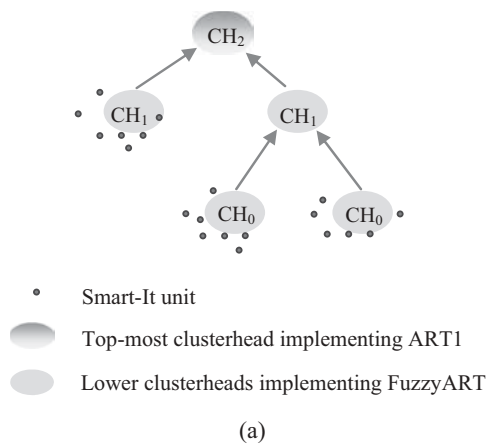 CH₂
CH₁ CH₁
CH₀ CH₀
Smart-It unit
Top-most clusterhead implementing ART1
Lower clusterheads implementing FuzzyART
(a)